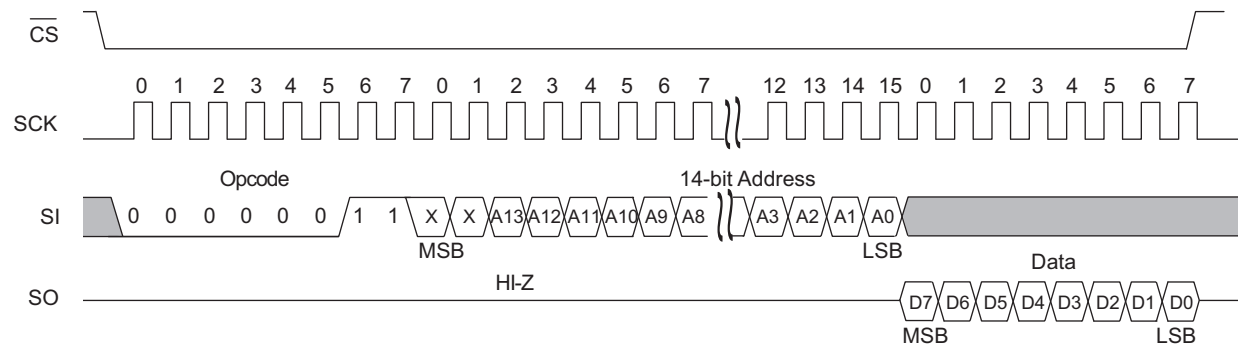 CS
0 1 2 3 4 5 6 7 0 1 2 3 4 5 6 7 12 13 14 15 0 1 2 3 4 5 6 7
SCK
Opcode 14-bit Address
SI 0 0 0 0 0 0 1 1 X X A13 A12 A11 A10 A9 A8 A3 A2 A1 A0
MSB LSB
HI-Z Data
SO D7 D6 D5 D4 D3 D2 D1 D0
MSB LSB